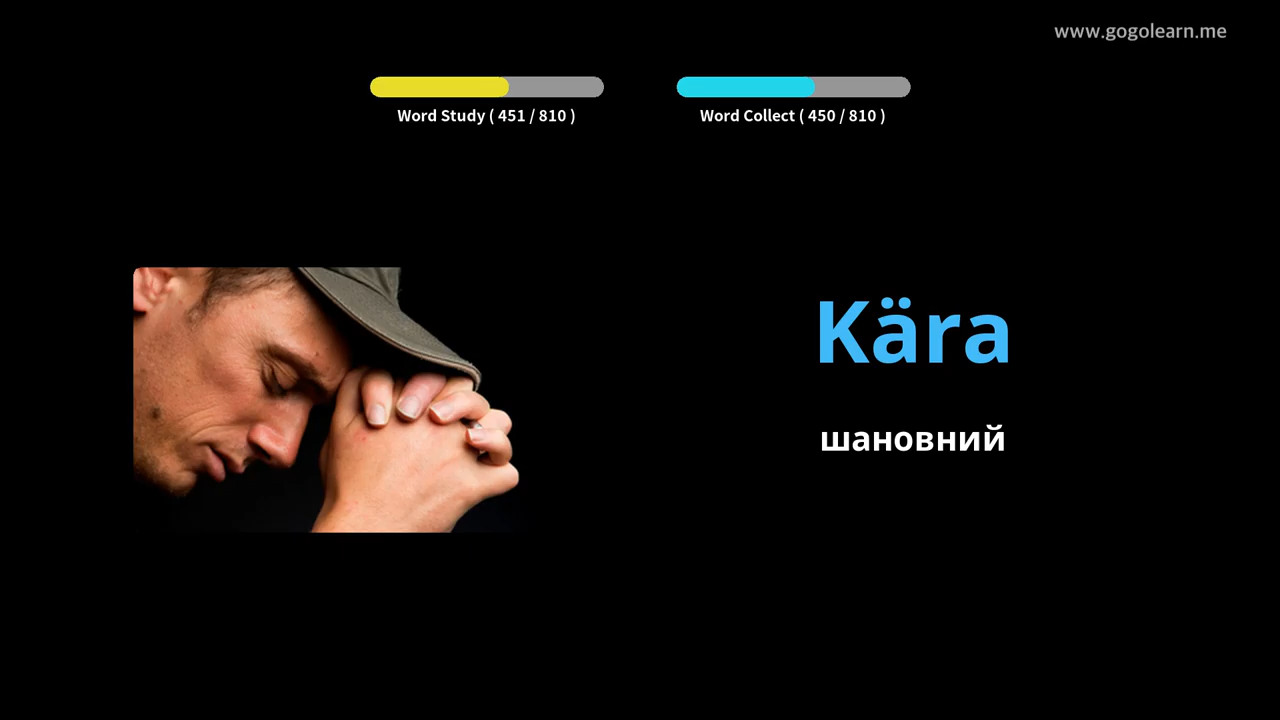 www.gogolearn.me
Word Study ( 451 / 810 )
Word Collect ( 450 / 810 )
Kära
шановний